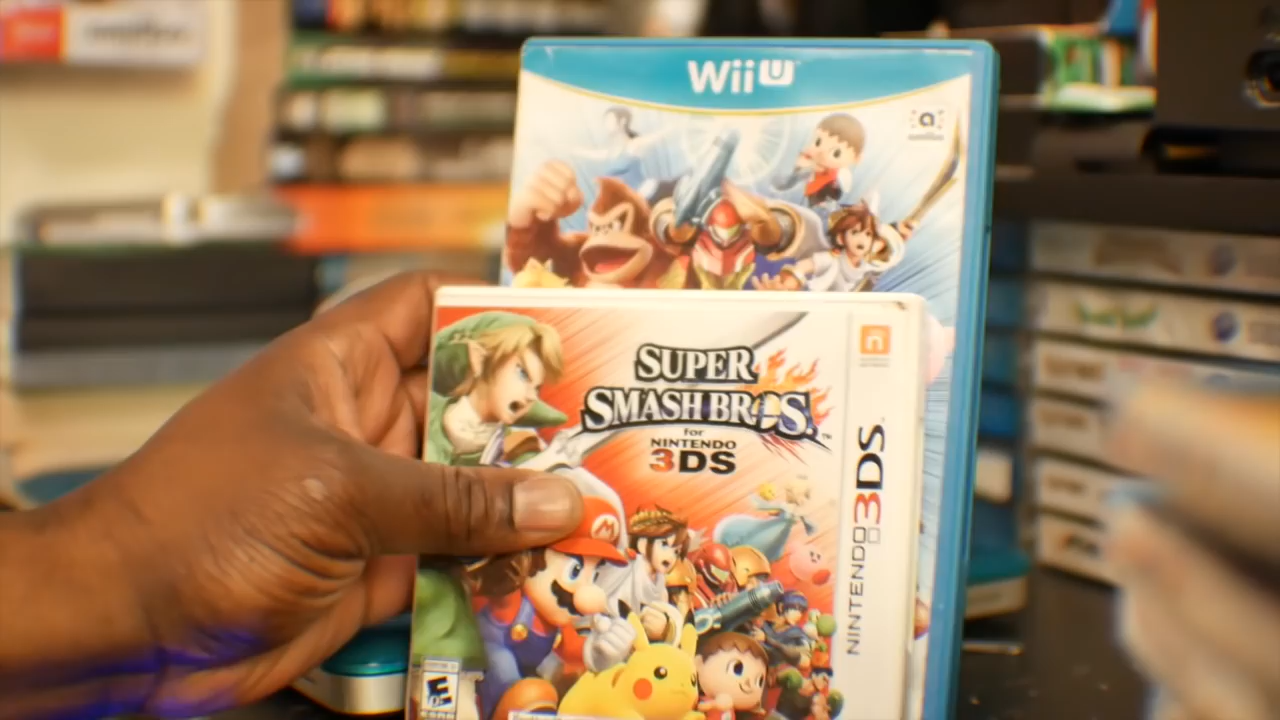 Wii U
a
SUPER
SMASH BROS.
for
NINTENDO
3DS
NINTENDO 3DS
n
M
E